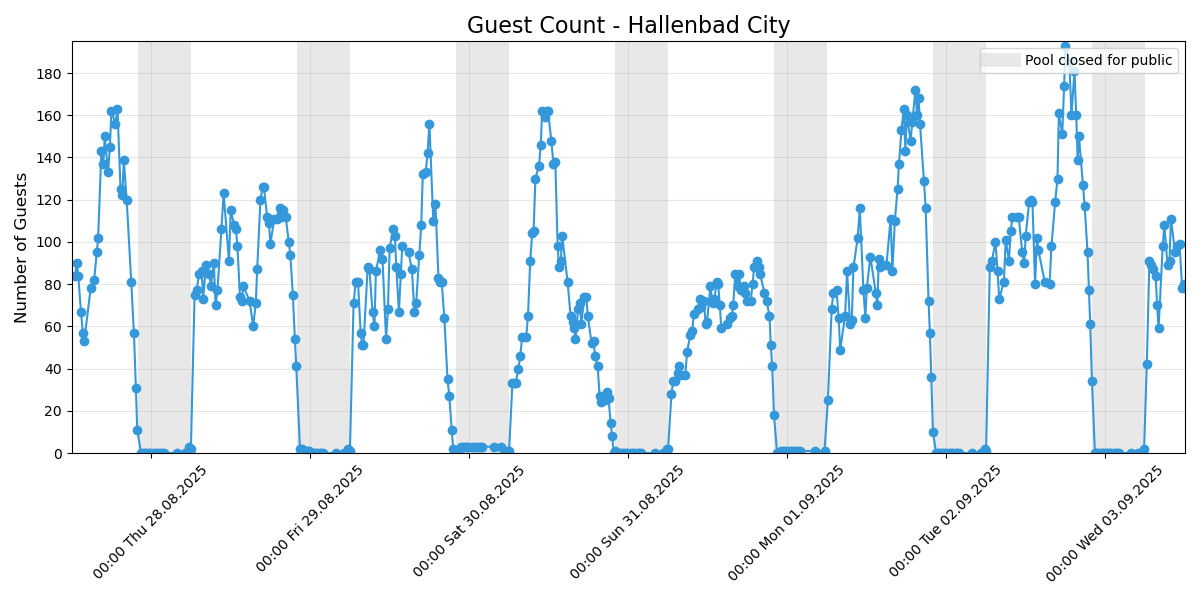 Guest Count - Hallenbad City
Pool closed for public
Number of Guests
180
160
140
120
100
80
60
40
20
0
00:00 Thu 28.08.2025
00:00 Fri 29.08.2025
00:00 Sat 30.08.2025
00:00 Sun 31.08.2025
00:00 Mon 01.09.2025
00:00 Tue 02.09.2025
00:00 Wed 03.09.2025